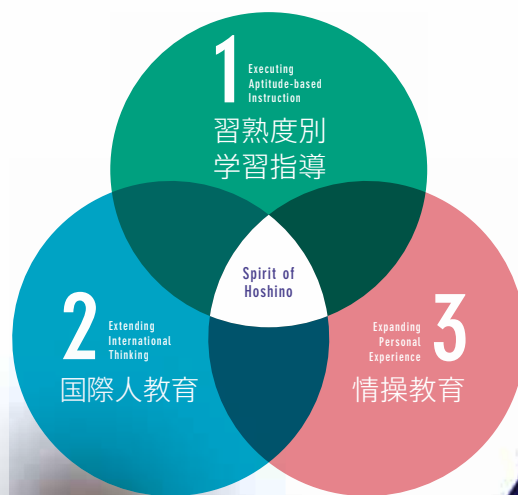 1
Executing
Aptitude-based
Instruction
習熟度別
学習指導
Spirit of
Hoshino
2
Extending
International
Thinking
国際人教育
Expanding
Personal
Experience
3
情操教育